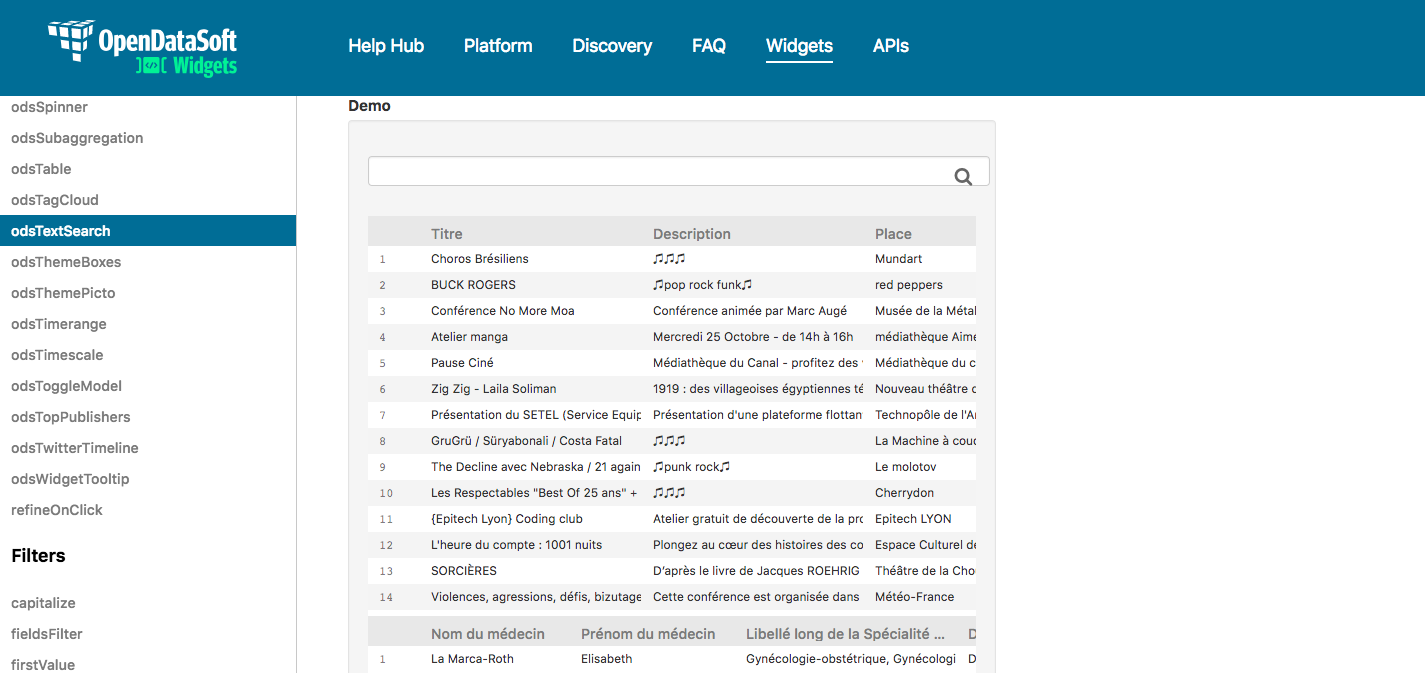 OpenDataSoft
Widgets
Help Hub Platform Discovery FAQ Widgets APIs
odsSpinner
odsSubaggregation
odsTable
odsTagCloud
odsTextSearch
odsThemeBoxes
odsThemePicto
odsTimerange
odsTimescale
odsToggleModel
odsTopPublishers
odsTwitterTimeline
odsWidgetTooltip
refineOnClick
Filters
capitalize
fieldsFilter
firstValue
Demo
Titre Description Place
1 Choros Brésiliens ♫♫♫ Mundart
2 BUCK ROGERS ♫pop rock funk♫ red peppers
3 Conférence No More Moa Conférence animée par Marc Augé Musée de la Métal
4 Atelier manga Mercredi 25 Octobre - de 14h à 16h médiathèque Aime
5 Pause Ciné Médiathèque du Canal - profitez des Médiathèque du c
6 Zig Zig - Laila Soliman 1919 : des villageoises égyptiennes té Nouveau théâtre
7 Présentation du SETEL (Service Equip Présentation d'une plateforme flottan Technopôle de l'A
8 GruGrü / Süryabonali / Costa Fatal ♫♫♫ La Machine à coud
9 The Decline avec Nebraska / 21 again ♫punk rock♫ Le molotov
10 Les Respectables "Best Of 25 ans" + ♫♫♫ Cherrydon
11 {Epitech Lyon} Coding club Atelier gratuit de découverte de la pro Epitech LYON
12 L'heure du compte : 1001 nuits Plongez au cœur des histoires des co Espace Culturel de
13 SORCIÈRES D’après le livre de Jacques ROEHRIG Théâtre de la Cho
14 Violences, agressions, défis, bizutage Cette conférence est organisée dans Météo-France
Nom du médecin Prénom du médecin Libellé long de la Spécialité ... D
1 La Marca-Roth Elisabeth Gynécologie-obstétrique, Gynécologi D